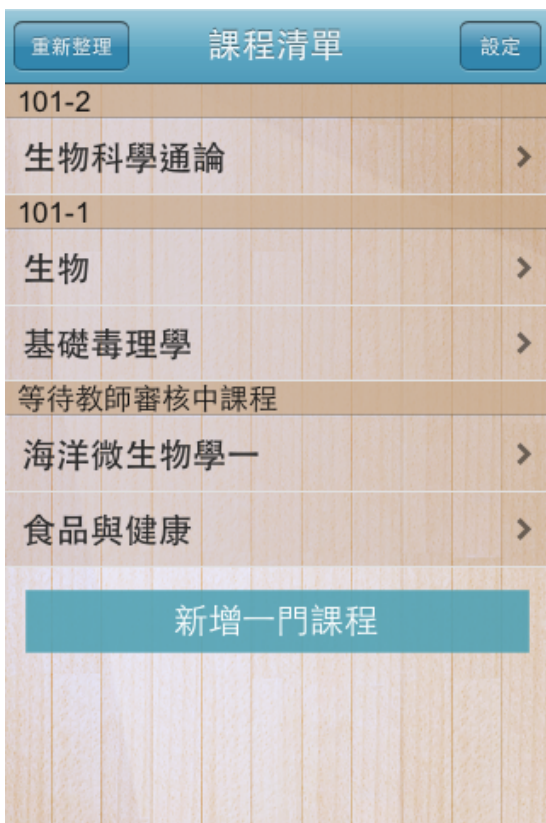 重新整理
課程清單
設定
101-2
生物科學通論
101-1
生物
基礎毒理學
等待教師審核中課程
海洋微生物學一
食品與健康
新增一門課程